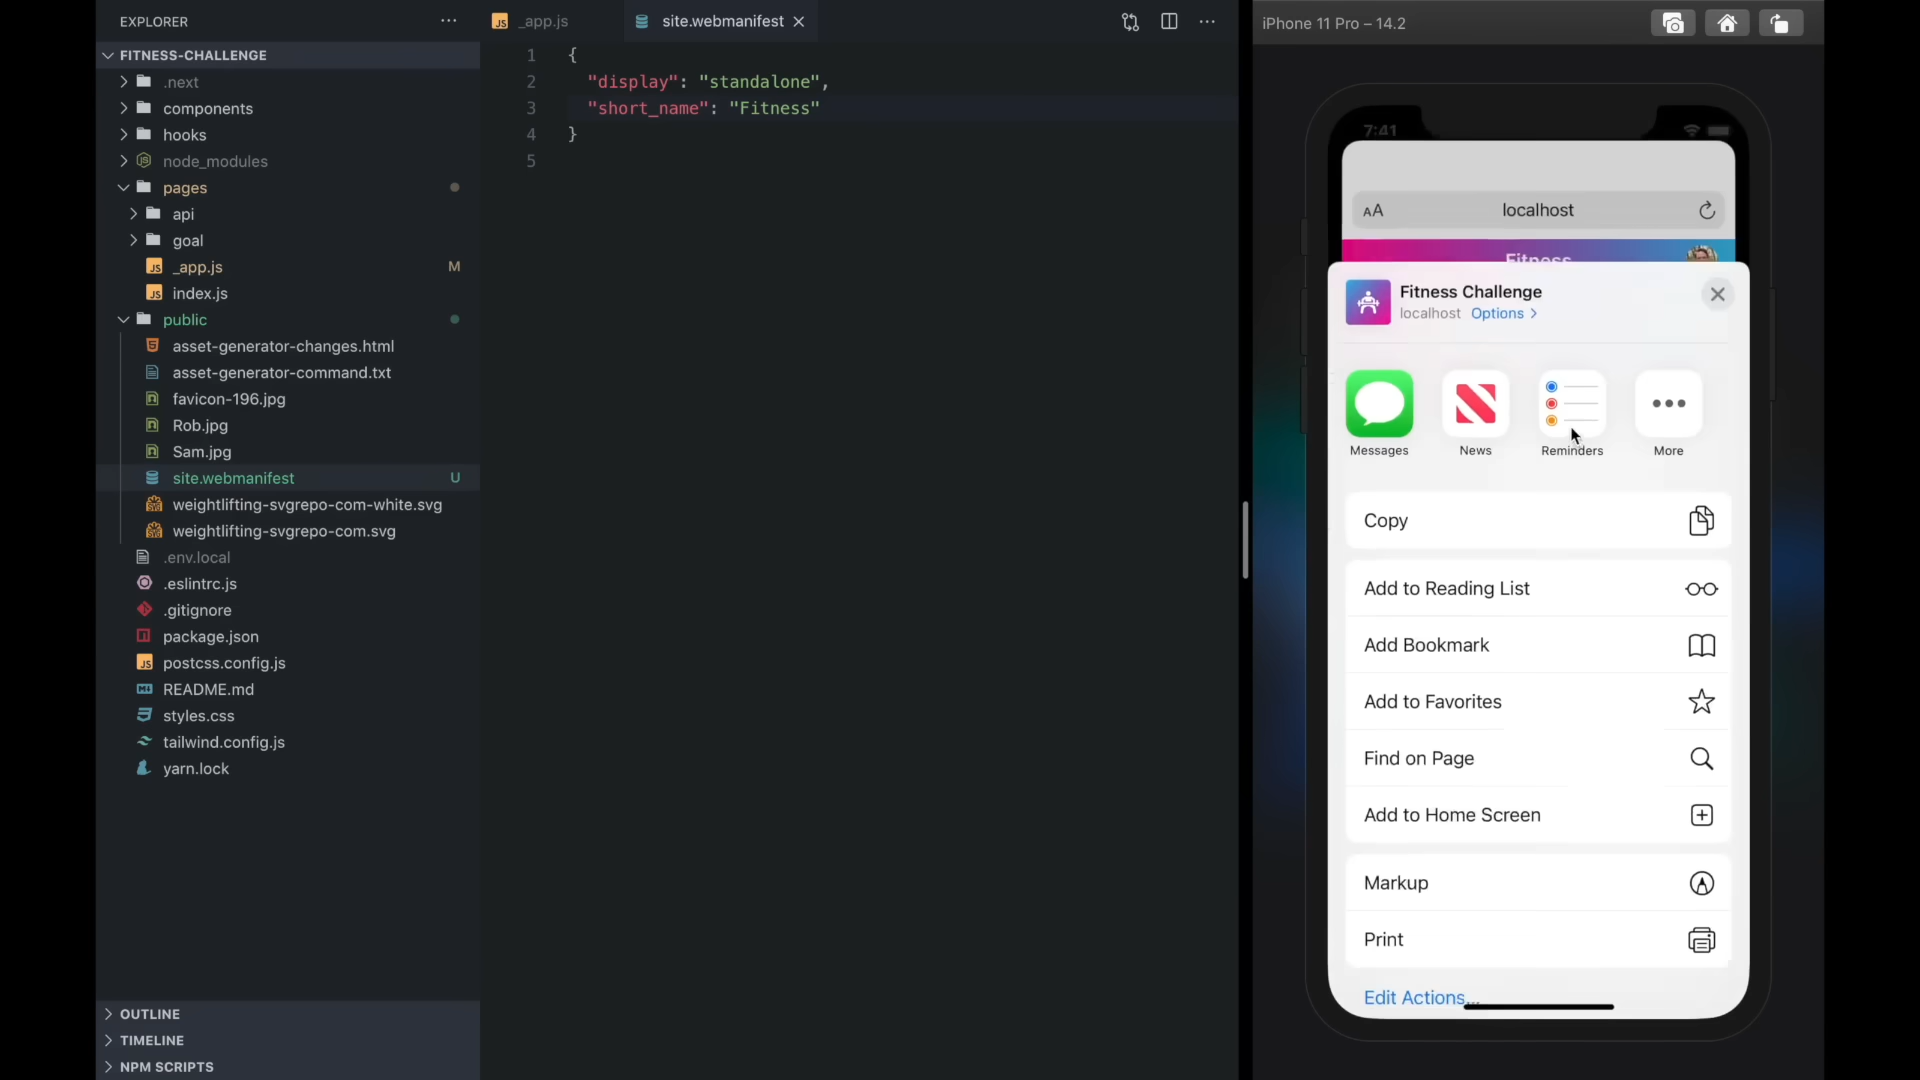 EXPLORER
FITNESS-CHALLENGE
.next
components
hooks
node_modules
pages
api
goal
_app.js M
index.js
public
asset-generator-changes.html
asset-generator-command.txt
favicon-196.jpg
Rob.jpg
Sam.jpg
site.webmanifest U
weightlifting-svgrepo-com-white.svg
weightlifting-svgrepo-com.svg
.env.local
.eslintrc.js
.gitignore
package.json
postcss.config.js
README.md
styles.css
tailwind.config.js
yarn.lock
OUTLINE
TIMELINE
NPM SCRIPTS
_app.js
site.webmanifest
1 {
2 "display": "standalone",
3 "short_name": "Fitness"
4 }
5
iPhone 11 Pro – 14.2
7:41
AA localhost
Fitness
Fitness Challenge
localhost Options
Messages News Reminders More
Copy
Add to Reading List
Add Bookmark
Add to Favorites
Find on Page
Add to Home Screen
Markup
Print
Edit Actions...